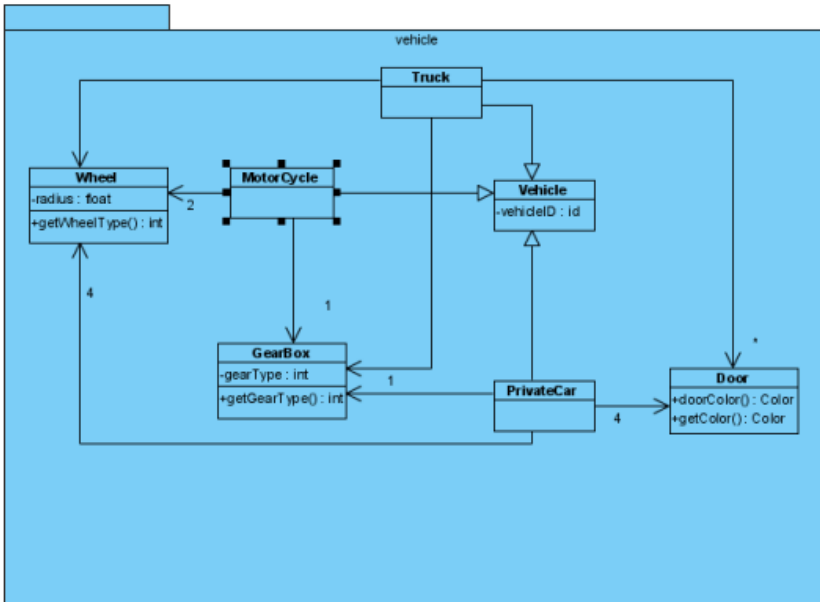 vehicle
Truck
Wheel
-radius : float
+getWheelType() : int
2
MotorCycle
Vehicle
-vehicleID : id
4
1
*
GearBox
-gearType : int
+getGearType() : int
1
PrivateCar
4
Door
+doorColor() : Color
+getColor() : Color